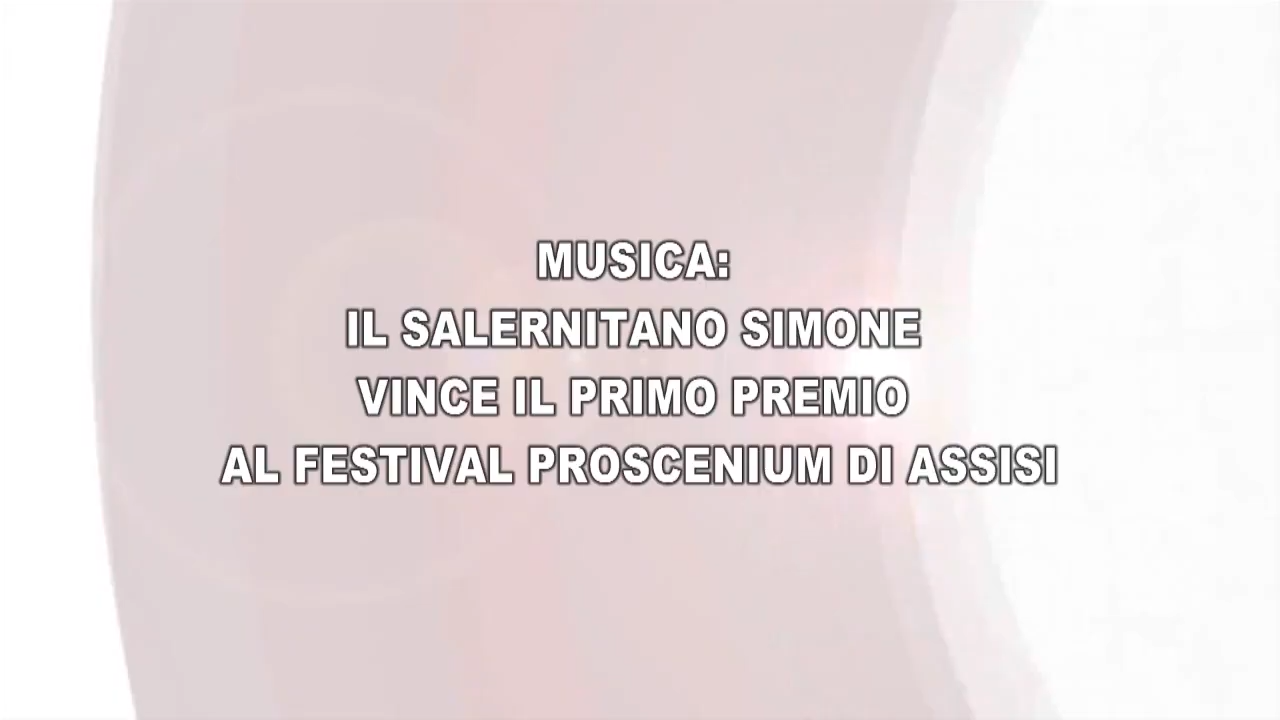 MUSICA:
IL SALERNITANO SIMONE
VINCE IL PRIMO PREMIO
AL FESTIVAL PROSCENIUM DI ASSISI